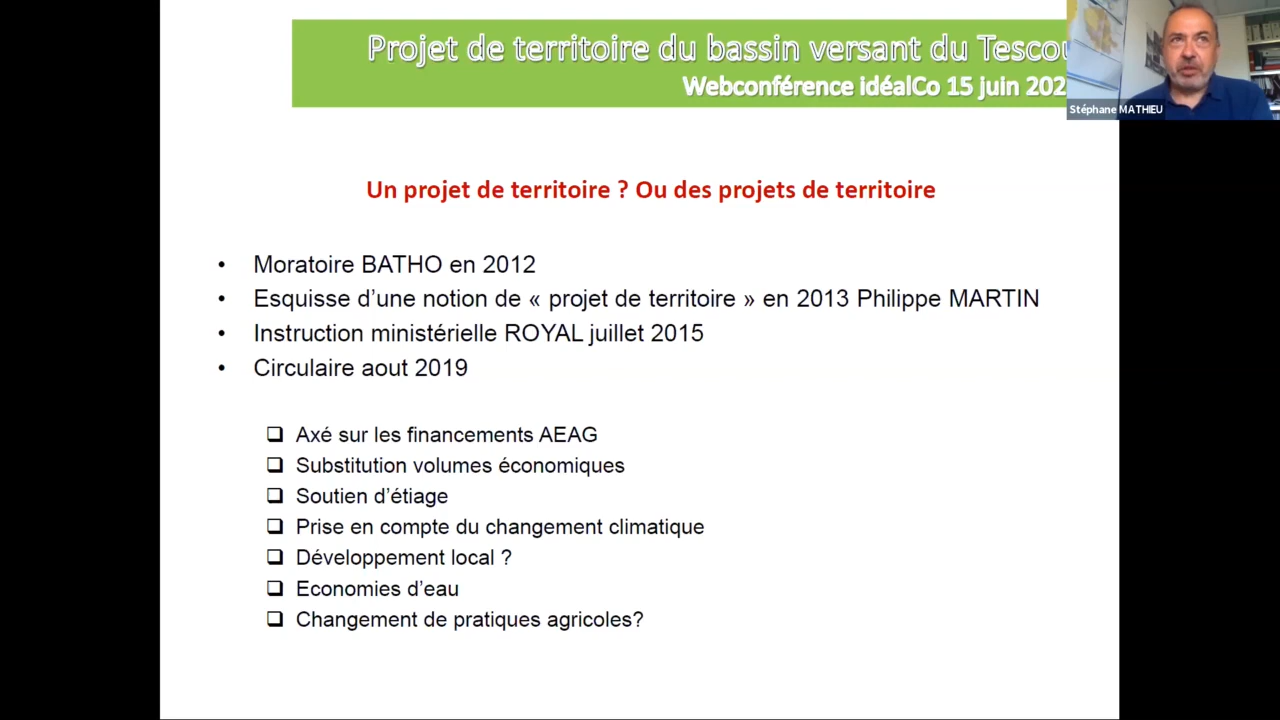 Projet de territoire du bassin versant du Tescou
Webconférence idéalCo 15 juin 202
Stéphane MATHIEU
Un projet de territoire ? Ou des projets de territoire
• Moratoire BATHO en 2012
• Esquisse d’une notion de « projet de territoire » en 2013 Philippe MARTIN
• Instruction ministérielle ROYAL juillet 2015
• Circulaire aout 2019
❑ Axé sur les financements AEAG
❑ Substitution volumes économiques
❑ Soutien d’étiage
❑ Prise en compte du changement climatique
❑ Développement local ?
❑ Economies d’eau
❑ Changement de pratiques agricoles?